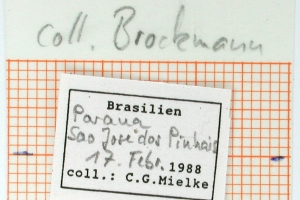 coll. Brockmann
Brasilien
Parana
Sao José dos Pinhais
17. Febr. 1988
coll.: C.G.Mielke